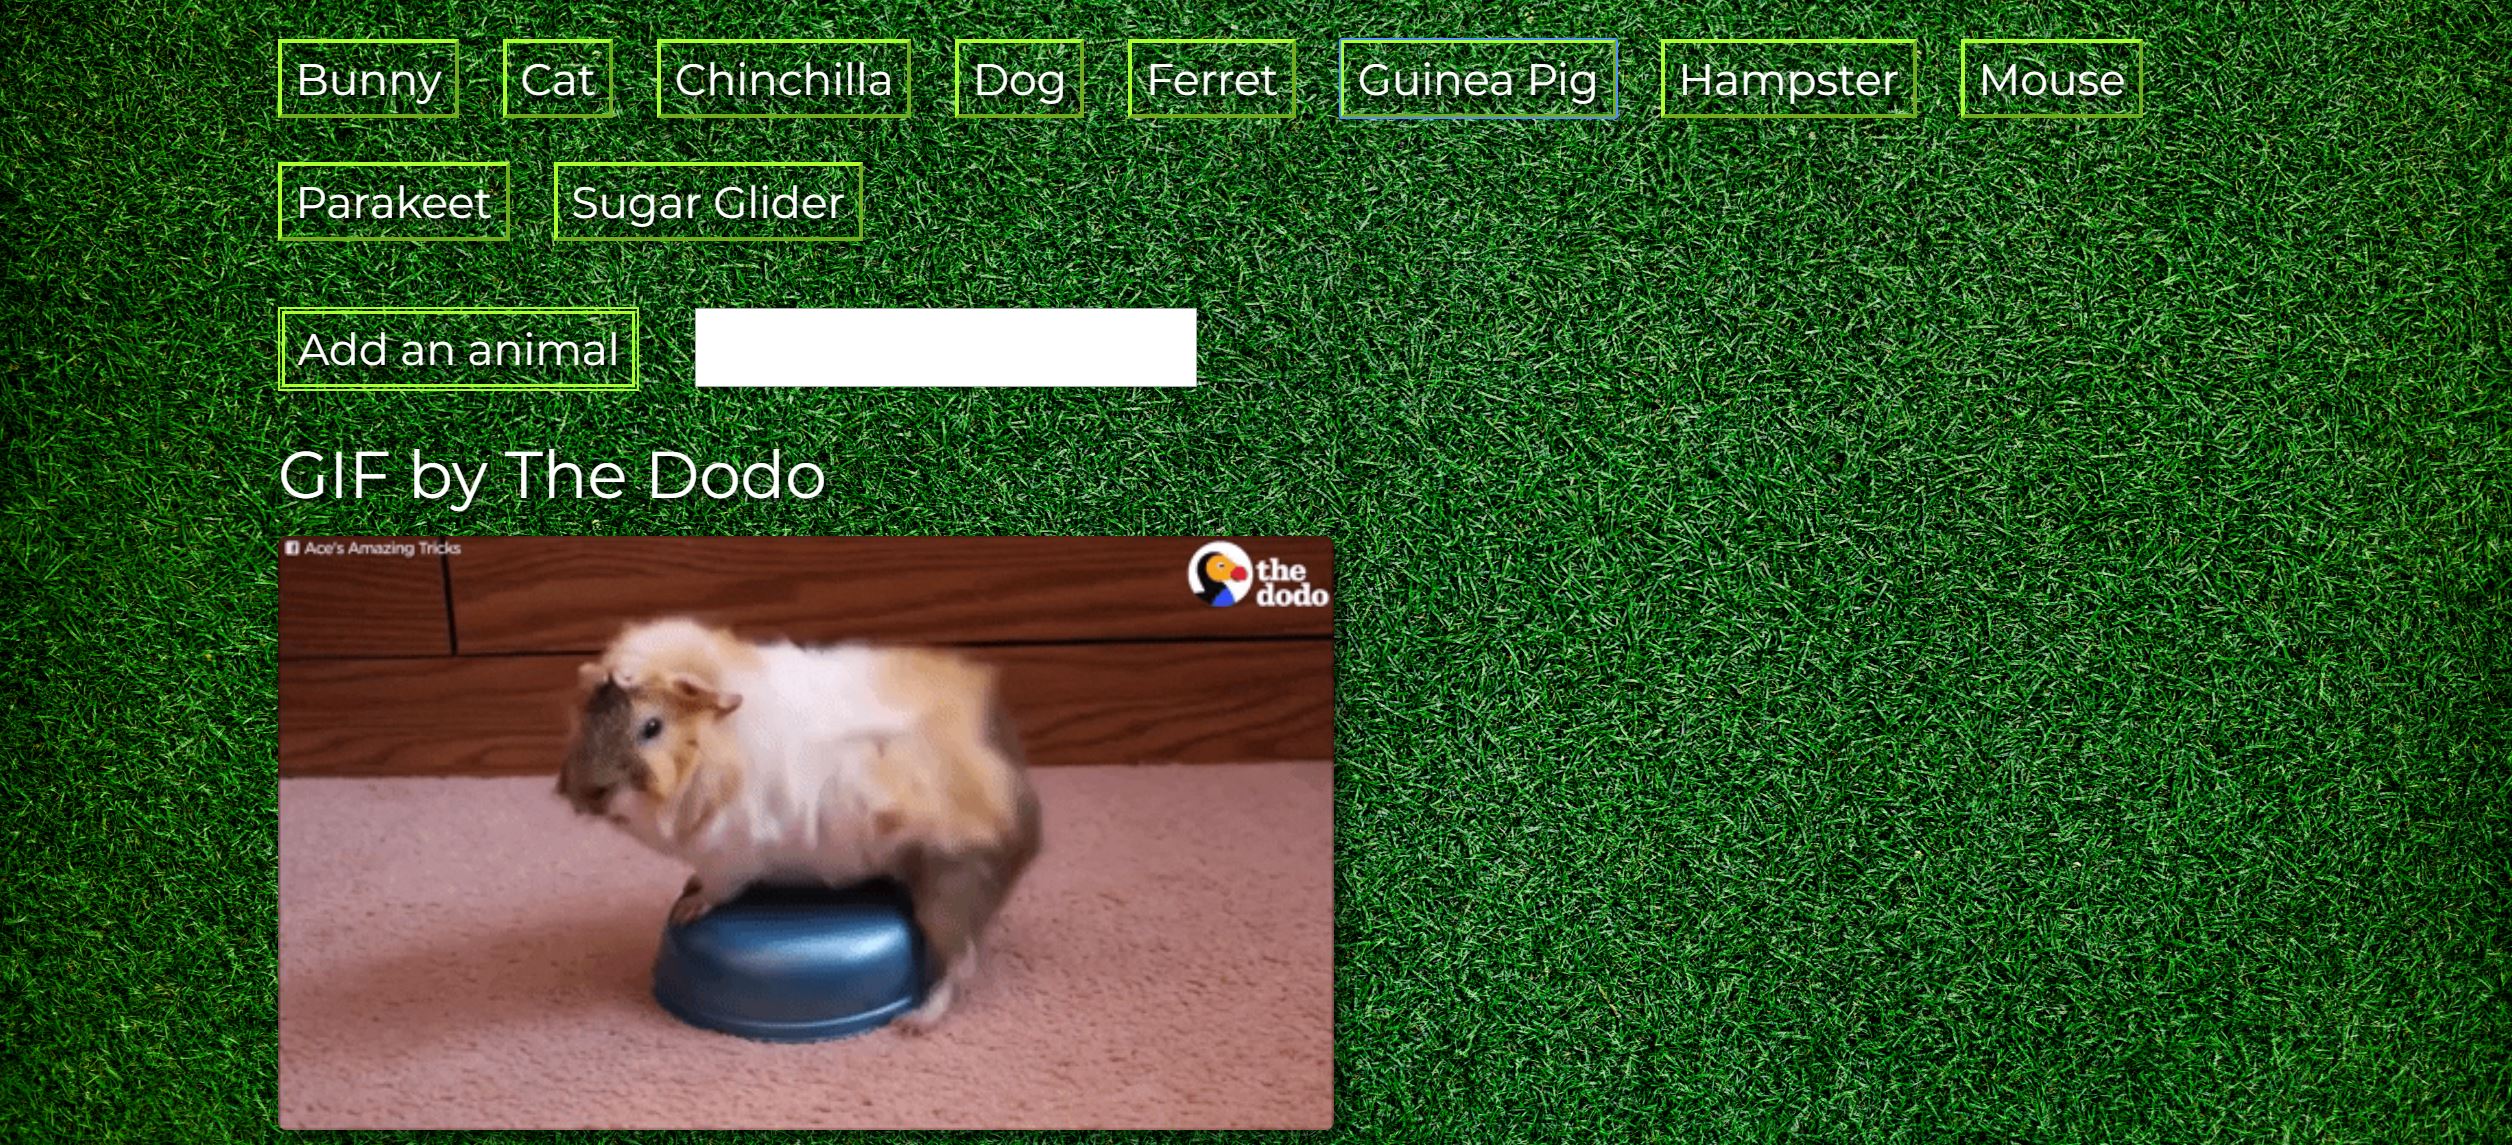 Bunny Cat Chinchilla Dog Ferret Guinea Pig Hampster Mouse
Parakeet Sugar Glider
Add an animal
GIF by The Dodo
Ace's Amazing Tricks
the
dodo